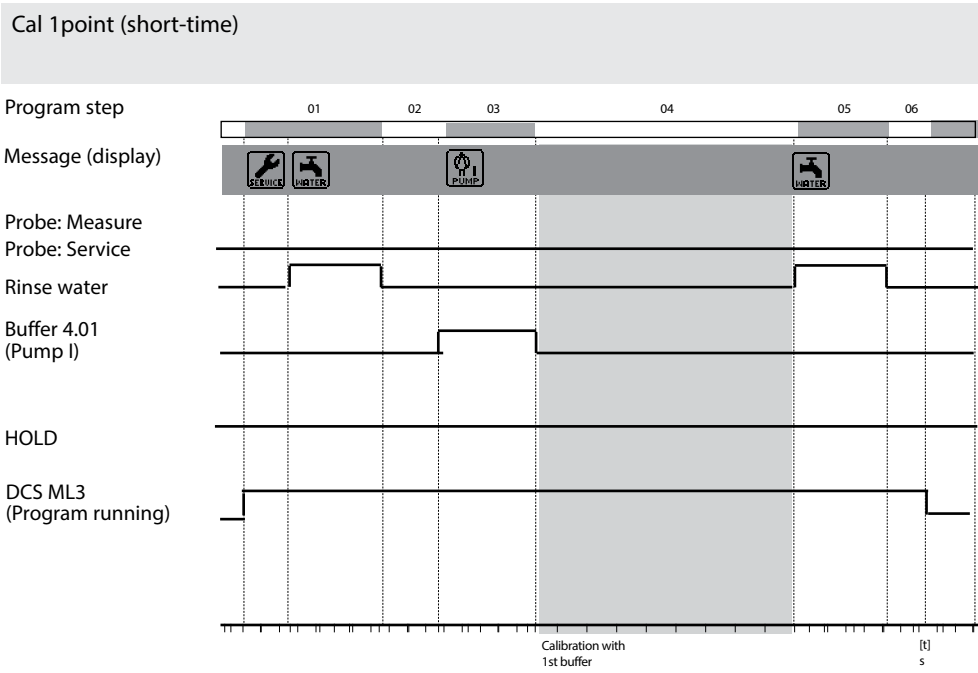 Cal 1point (short-time)
Program step
01 02 03 04 05 06
Message (display)
SERVICE WATER PUMP I WATER
Probe: Measure
Probe: Service
Rinse water
Buffer 4.01
(Pump I)
HOLD
DCS ML3
(Program running)
Calibration with
1st buffer
[t]
s